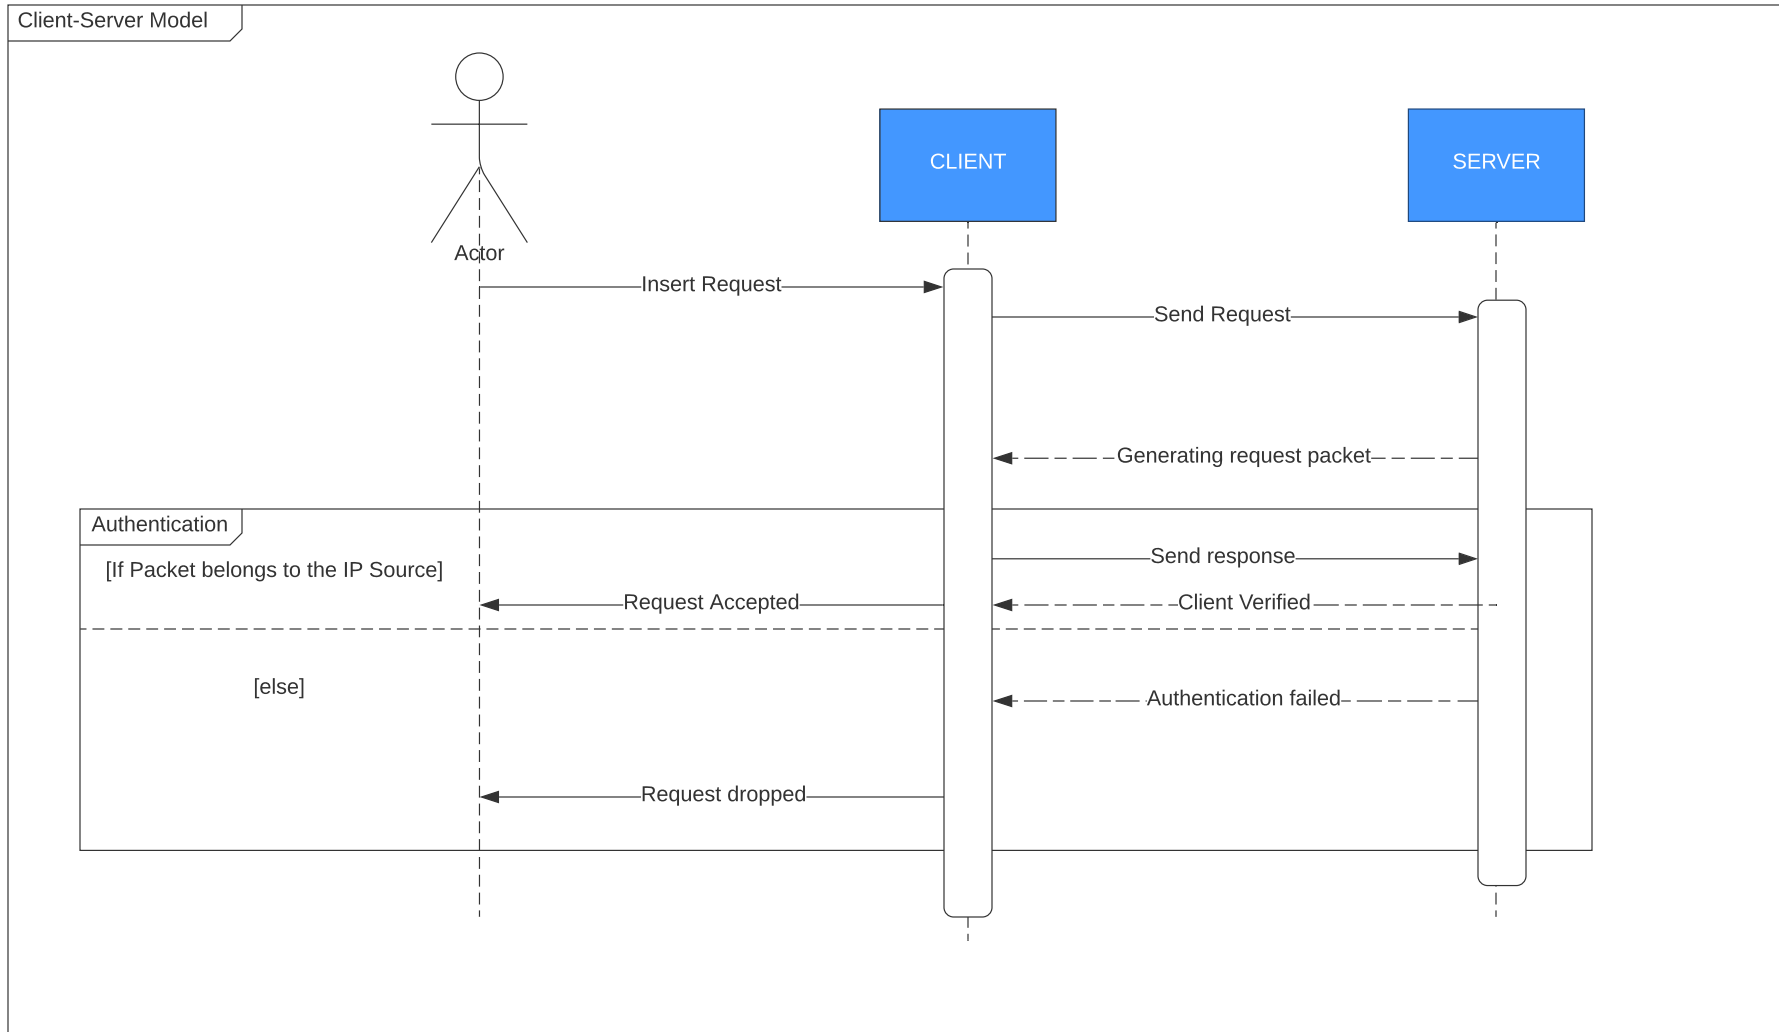 Client-Server Model
CLIENT
SERVER
Actor
Insert Request
Send Request
Generating request packet
Authentication
Send response
[If Packet belongs to the IP Source]
Request Accepted
Client Verified
[else]
Authentication failed
Request dropped